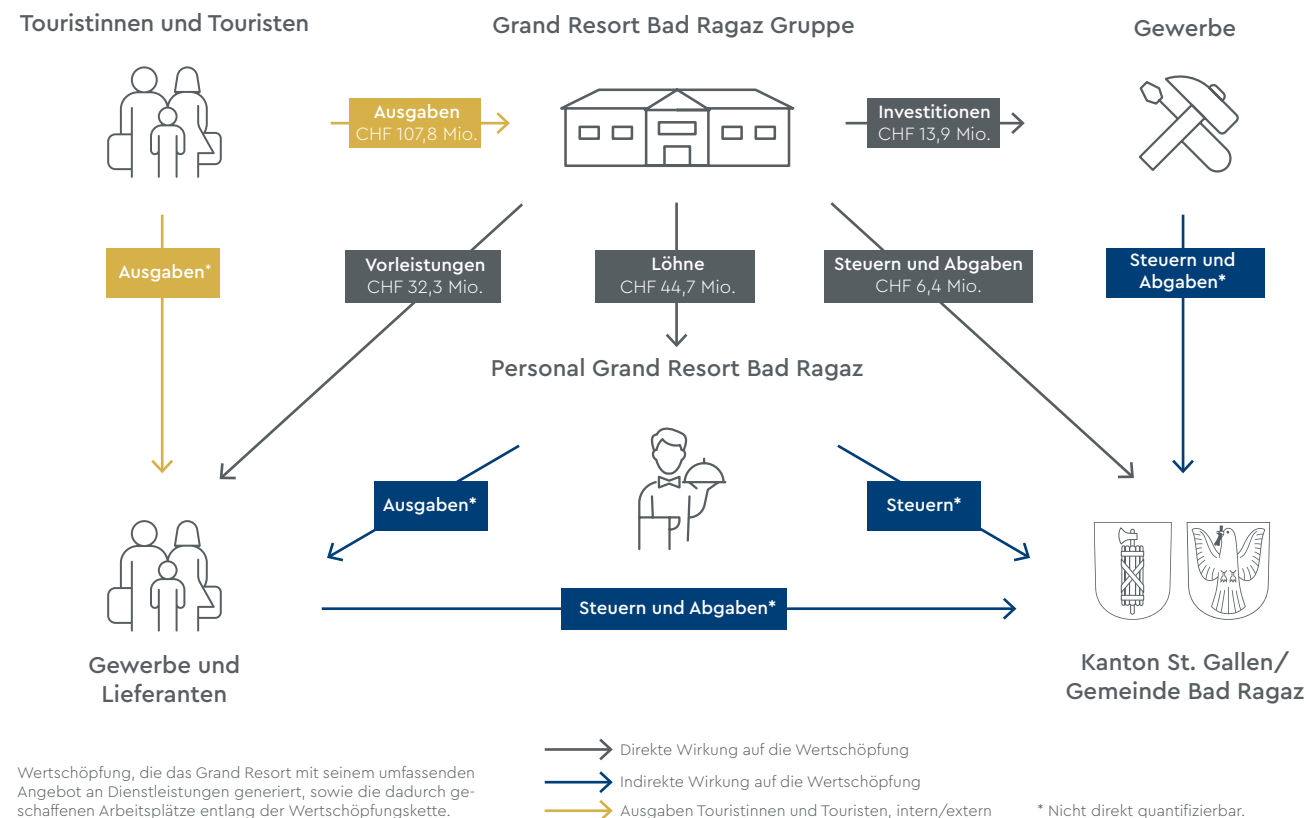 Touristinnen und Touristen
Grand Resort Bad Ragaz Gruppe
Gewerbe
Ausgaben
CHF 107,8 Mio.
Investitionen
CHF 13,9 Mio.
Ausgaben*
Vorleistungen
CHF 32,3 Mio.
Löhne
CHF 44,7 Mio.
Steuern und Abgaben
CHF 6,4 Mio.
Steuern und
Abgaben*
Personal Grand Resort Bad Ragaz
Ausgaben*
Steuern*
Steuern und Abgaben*
Gewerbe und
Lieferanten
Kanton St. Gallen/
Gemeinde Bad Ragaz
Wertschöpfung, die das Grand Resort mit seinem umfassenden
Angebot an Dienstleistungen generiert, sowie die dadurch ge-
schaffenen Arbeitsplätze entlang der Wertschöpfungskette.
Direkte Wirkung auf die Wertschöpfung
Indirekte Wirkung auf die Wertschöpfung
Ausgaben Touristinnen und Touristen, intern/extern
* Nicht direkt quantifizierbar.